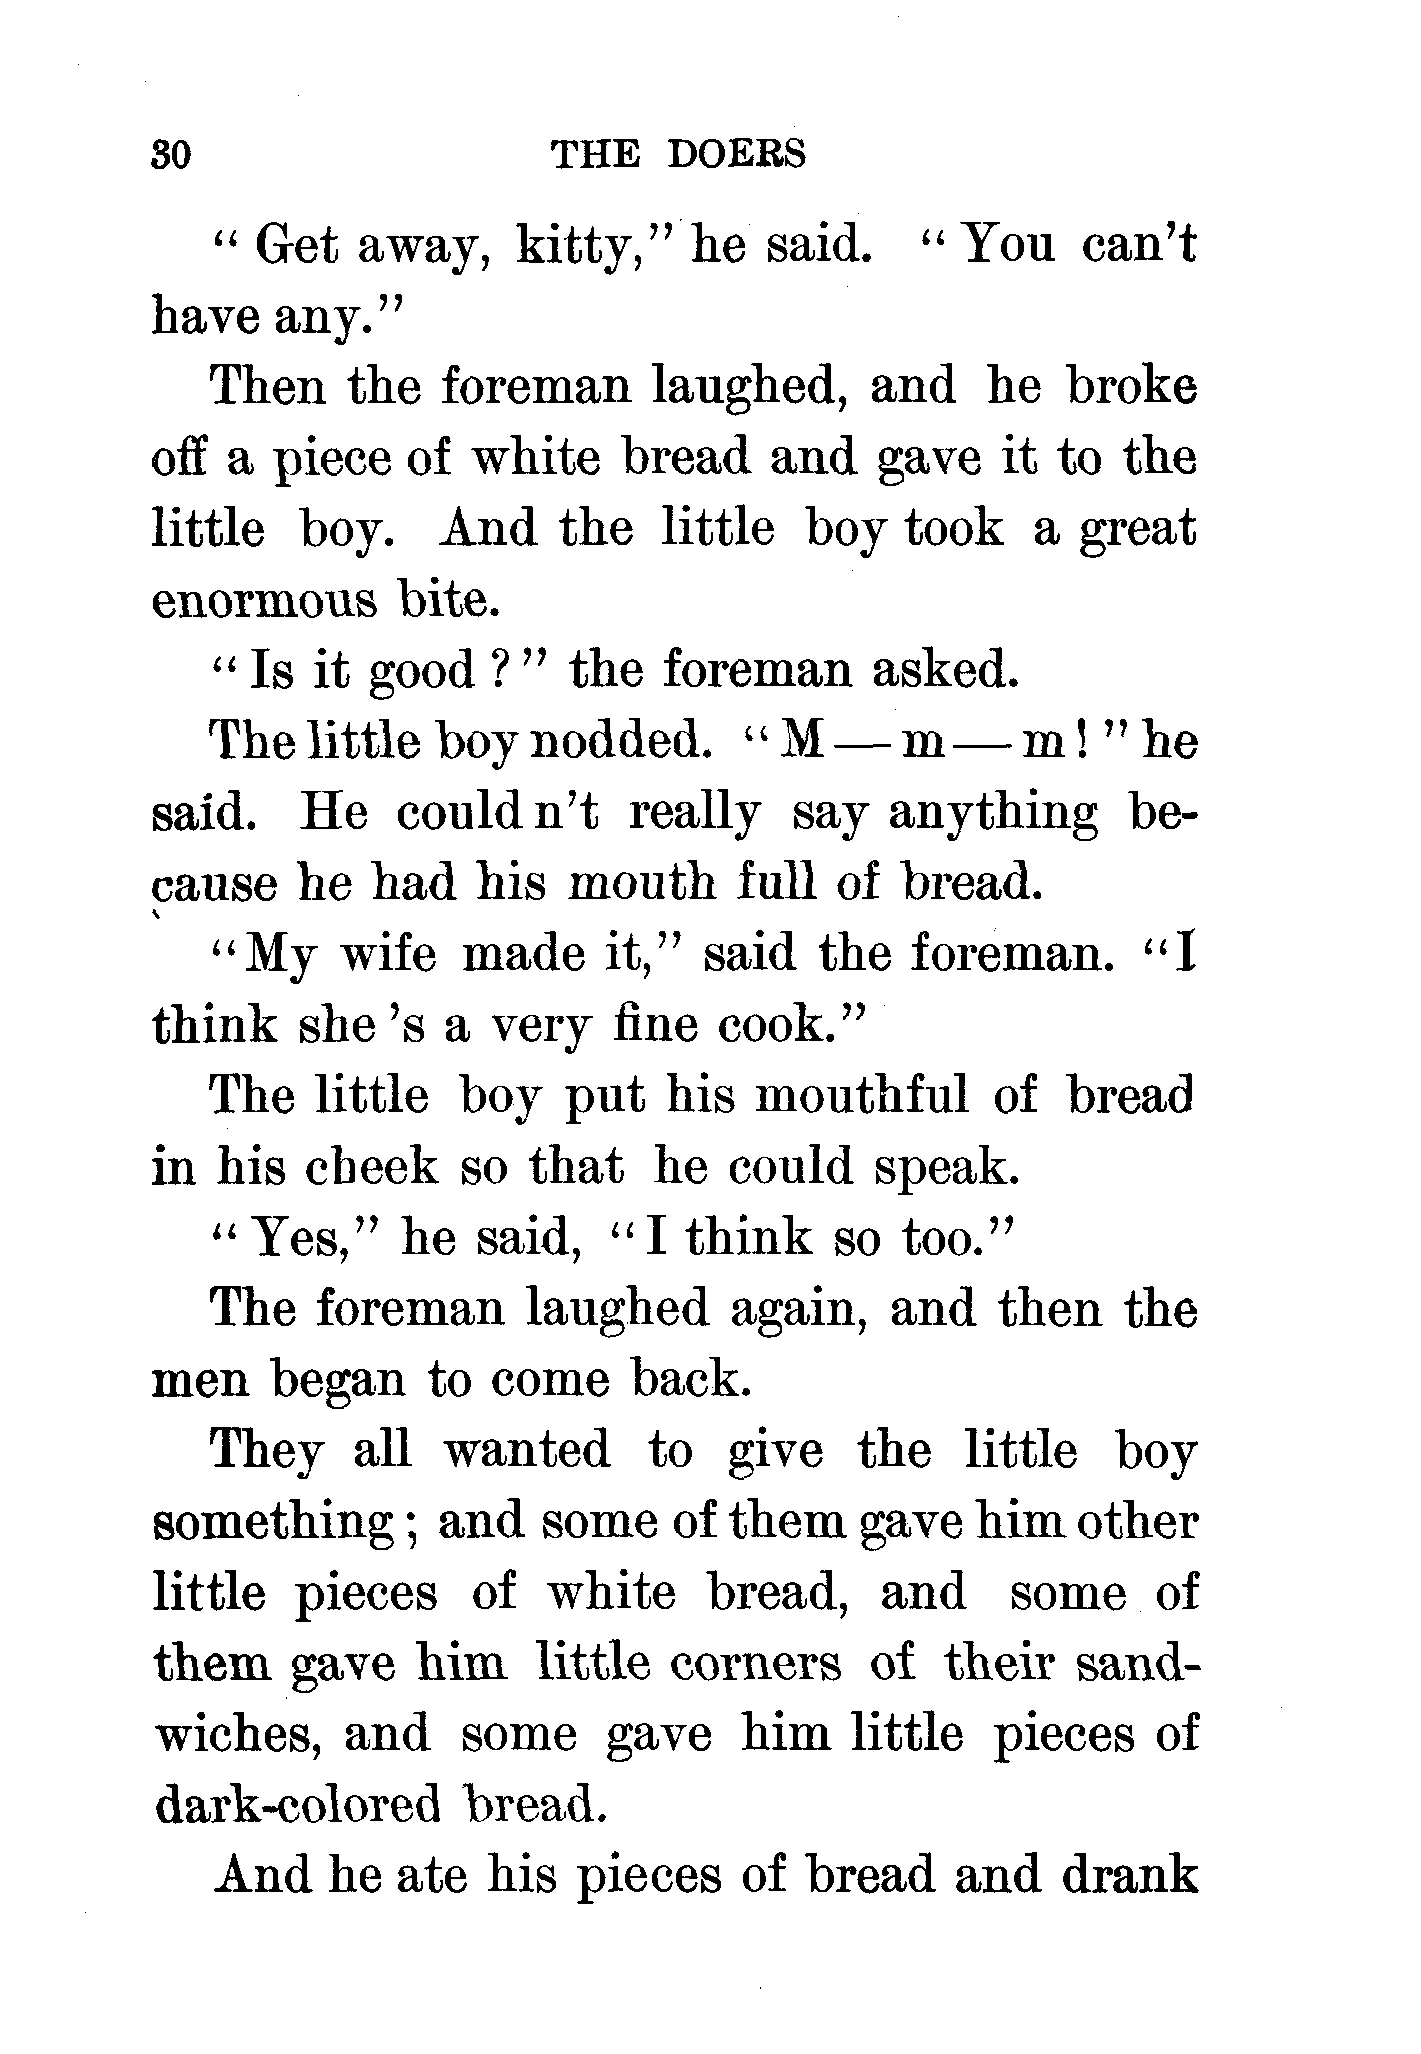 30 THE DOERS
" Get away, kitty," he said. " You can't
have any."
Then the foreman laughed, and he broke
off a piece of white bread and gave it to the
little boy. And the little boy took a great
enormous bite.
" Is it good ? " the foreman asked.
The little boy nodded. " M — m — m ! " he
said. He could n't really say anything be-
cause he had his mouth full of bread.
"My wife made it," said the foreman. "I
think she 's a very fine cook."
The little boy put his mouthful of bread
in his cheek so that he could speak.
" Yes," he said, " I think so too."
The foreman laughed again, and then the
men began to come back.
They all wanted to give the little boy
something ; and some of them gave him other
little pieces of white bread, and some of
them gave him little corners of their sand-
wiches, and some gave him little pieces of
dark-colored bread.
And he ate his pieces of bread and drank